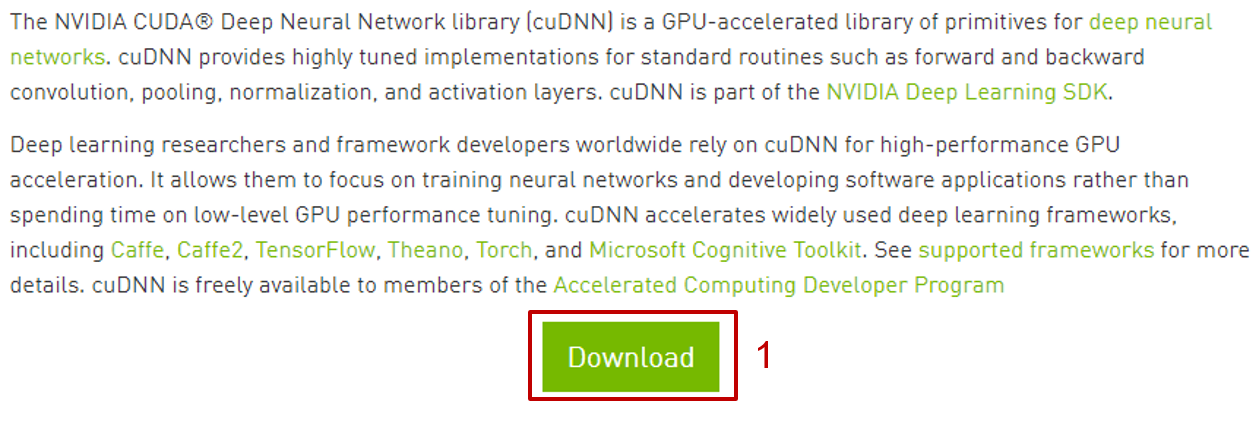 The NVIDIA CUDA® Deep Neural Network library (cuDNN) is a GPU-accelerated library of primitives for deep neural
networks. cuDNN provides highly tuned implementations for standard routines such as forward and backward
convolution, pooling, normalization, and activation layers. cuDNN is part of the NVIDIA Deep Learning SDK.
Deep learning researchers and framework developers worldwide rely on cuDNN for high-performance GPU
acceleration. It allows them to focus on training neural networks and developing software applications rather than
spending time on low-level GPU performance tuning. cuDNN accelerates widely used deep learning frameworks,
including Caffe, Caffe2, TensorFlow, Theano, Torch, and Microsoft Cognitive Toolkit. See supported frameworks for more
details. cuDNN is freely available to members of the Accelerated Computing Developer Program
Download 1